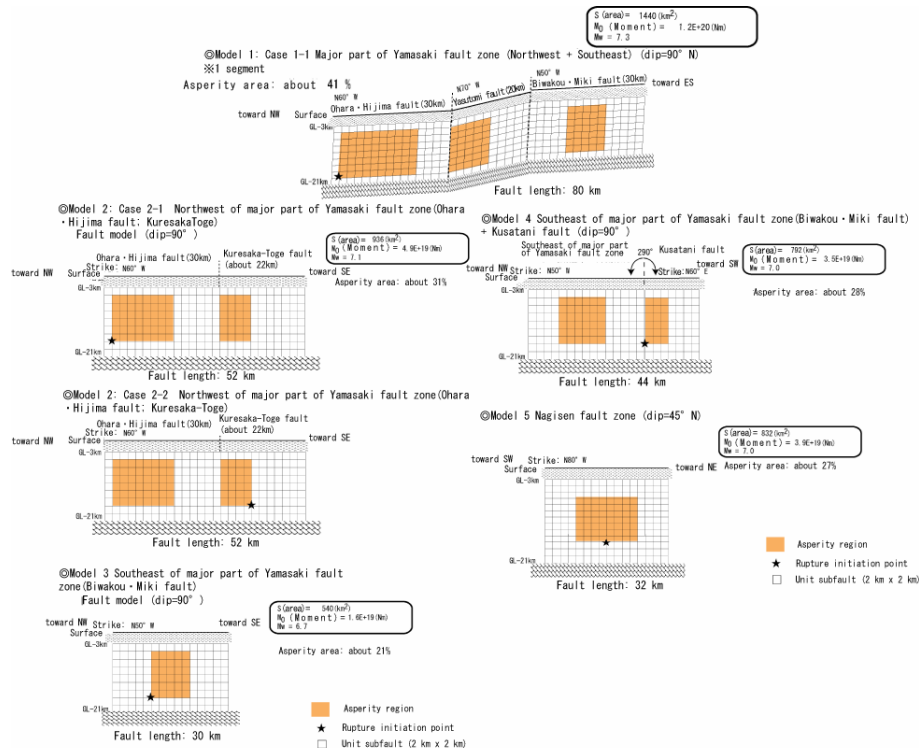 S (area)= 1440(km²)
M0 (Moment) = 1.2E+20(Nm)
Mw = 7.3
◎Model 1: Case 1-1 Major part of Yamasaki fault zone (Northwest + Southeast) (dip=90° N)
※1 segment
Asperity area: about 41 %
N60° W
N70° W
N50° W
Ohara・Hijima fault(30km)
Yasutomi fault(20km)
Biwakou・Miki fault(30km)
toward NW
Surface
toward ES
GL-3km
GL-21km
Fault length: 80 km
◎Model 2: Case 2-1 Northwest of major part of Yamasaki fault zone(Ohara
・Hijima fault; KuresakaToge)
Fault model (dip=90°)
S (area)= 936(km²)
M0 (Moment) = 4.9E+19(Nm)
Mw = 7.1
Asperity area: about 31%
Ohara・Hijima fault(30km)
Kuresaka-Toge fault
(about 22km)
toward NW
Strike: N60° W
Surface
toward SE
GL-3km
GL-21km
Fault length: 52 km
◎Model 4 Southeast of major part of Yamasaki fault zone(Biwakou・Miki fault)
+ Kusatani fault(dip=90°)
Southeast of major part
of Yamasaki fault zone
290°
Kusatani fault
S (area)= 792(km²)
M0 (Moment) = 3.5E+19(Nm)
Mw = 7.0
Asperity area: about 28%
toward NW
Strike: N50° W
Strike:N60° E
toward SW
Surface
GL-3km
GL-21km
Fault length: 44 km
◎Model 2: Case 2-2 Northwest of major part of Yamasaki fault zone(Ohara
・Hijima fault: Kuresaka-Toge)
Ohara・Hijima fault(30km)
Kuresaka-Toge fault
(about 22km)
toward NW
Strike: N60° W
Surface
toward SE
GL-3km
GL-21km
Fault length: 52 km
◎Model 5 Nagisen fault zone (dip=45° N)
S (area)= 832(km²)
M0 (Moment) = 3.9E+19(Nm)
Mw = 7.0
Asperity area: about 27%
toward SW
Strike: N80° W
Surface
toward NE
GL-3km
GL-21km
Fault length: 32 km
Asperity region
★ Rupture initiation point
Unit subfault (2 km x 2 km)
◎Model 3 Southeast of major part of Yamasaki fault
zone(Biwakou・Miki fault)
Fault model (dip=90°)
S (area)= 540(km²)
M0 (Moment) = 1.6E+19(Nm)
Mw = 6.7
Asperity area: about 21%
toward NW
Strike: N50° W
toward SE
Surface
GL-3km
GL-21km
Fault length: 30 km
Asperity region
★ Rupture initiation point
Unit subfault (2 km x 2 km)